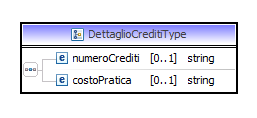 DettaglioCreditiType
e numeroCrediti [0..1] string
e costoPratica [0..1] string